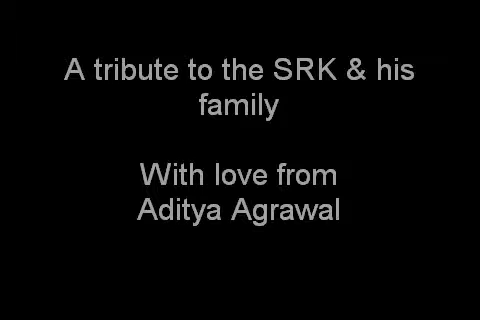 A tribute to the SRK & his
family
With love from
Aditya Agrawal